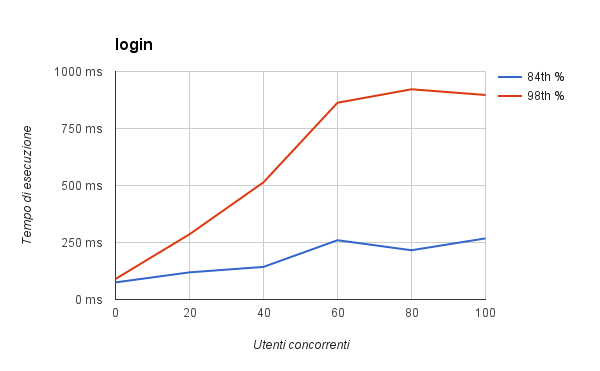 login
1000 ms
750 ms
500 ms
250 ms
0 ms
0 20 40 60 80 100
Tempo di esecuzione
Utenti concorrenti
84th %
98th %